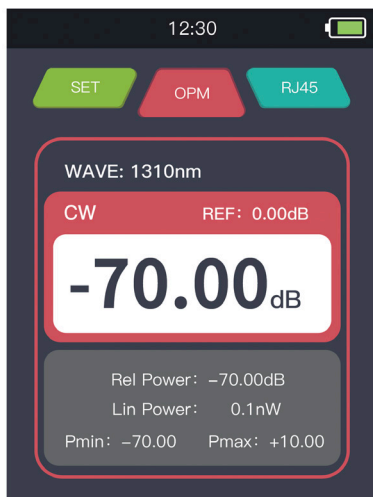 12:30
SET OPM RJ45
WAVE: 1310nm
CW REF: 0.00dB
-70.00dB
Rel Power: -70.00dB
Lin Power: 0.1nW
Pmin: -70.00 Pmax: +10.00